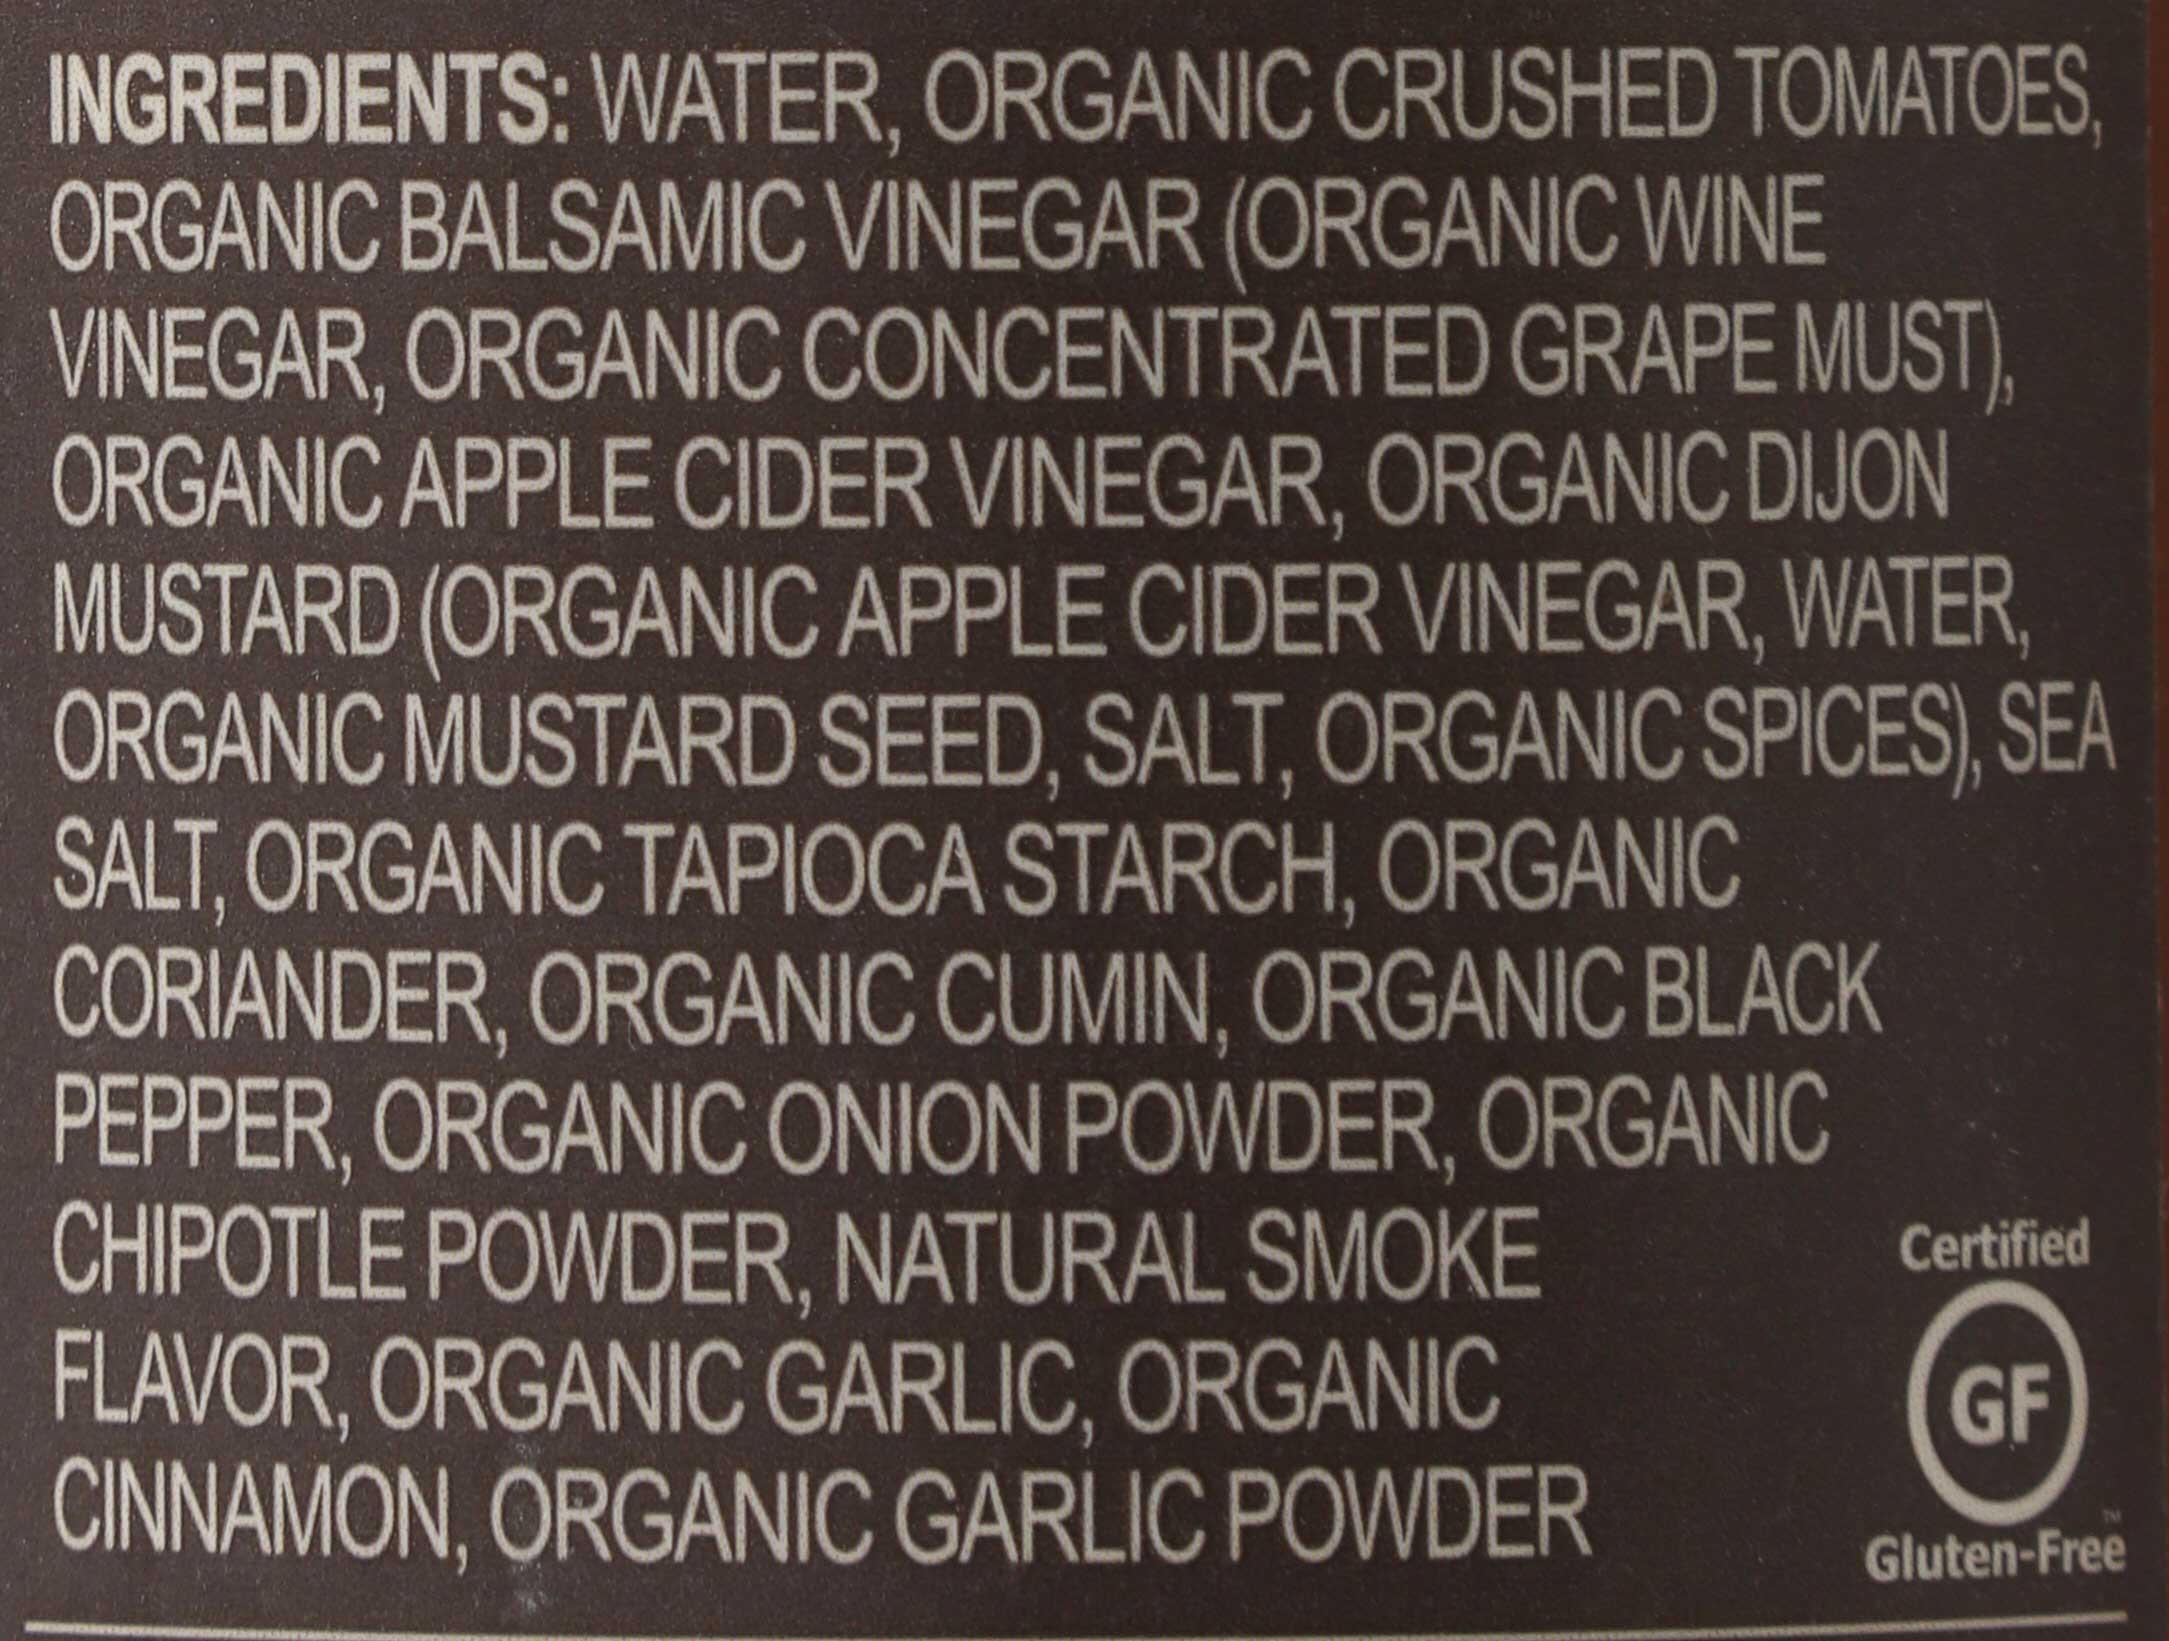 INGREDIENTS: WATER, ORGANIC CRUSHED TOMATOES,
ORGANIC BALSAMIC VINEGAR (ORGANIC WINE
VINEGAR, ORGANIC CONCENTRATED GRAPE MUST),
ORGANIC APPLE CIDER VINEGAR, ORGANIC DIJON
MUSTARD (ORGANIC APPLE CIDER VINEGAR, WATER,
ORGANIC MUSTARD SEED, SALT, ORGANIC SPICES), SEA
SALT, ORGANIC TAPIOCA STARCH, ORGANIC
CORIANDER, ORGANIC CUMIN, ORGANIC BLACK
PEPPER, ORGANIC ONION POWDER, ORGANIC
CHIPOTLE POWDER, NATURAL SMOKE
FLAVOR, ORGANIC GARLIC, ORGANIC
CINNAMON, ORGANIC GARLIC POWDER
Certified
GF
™
Gluten-Free